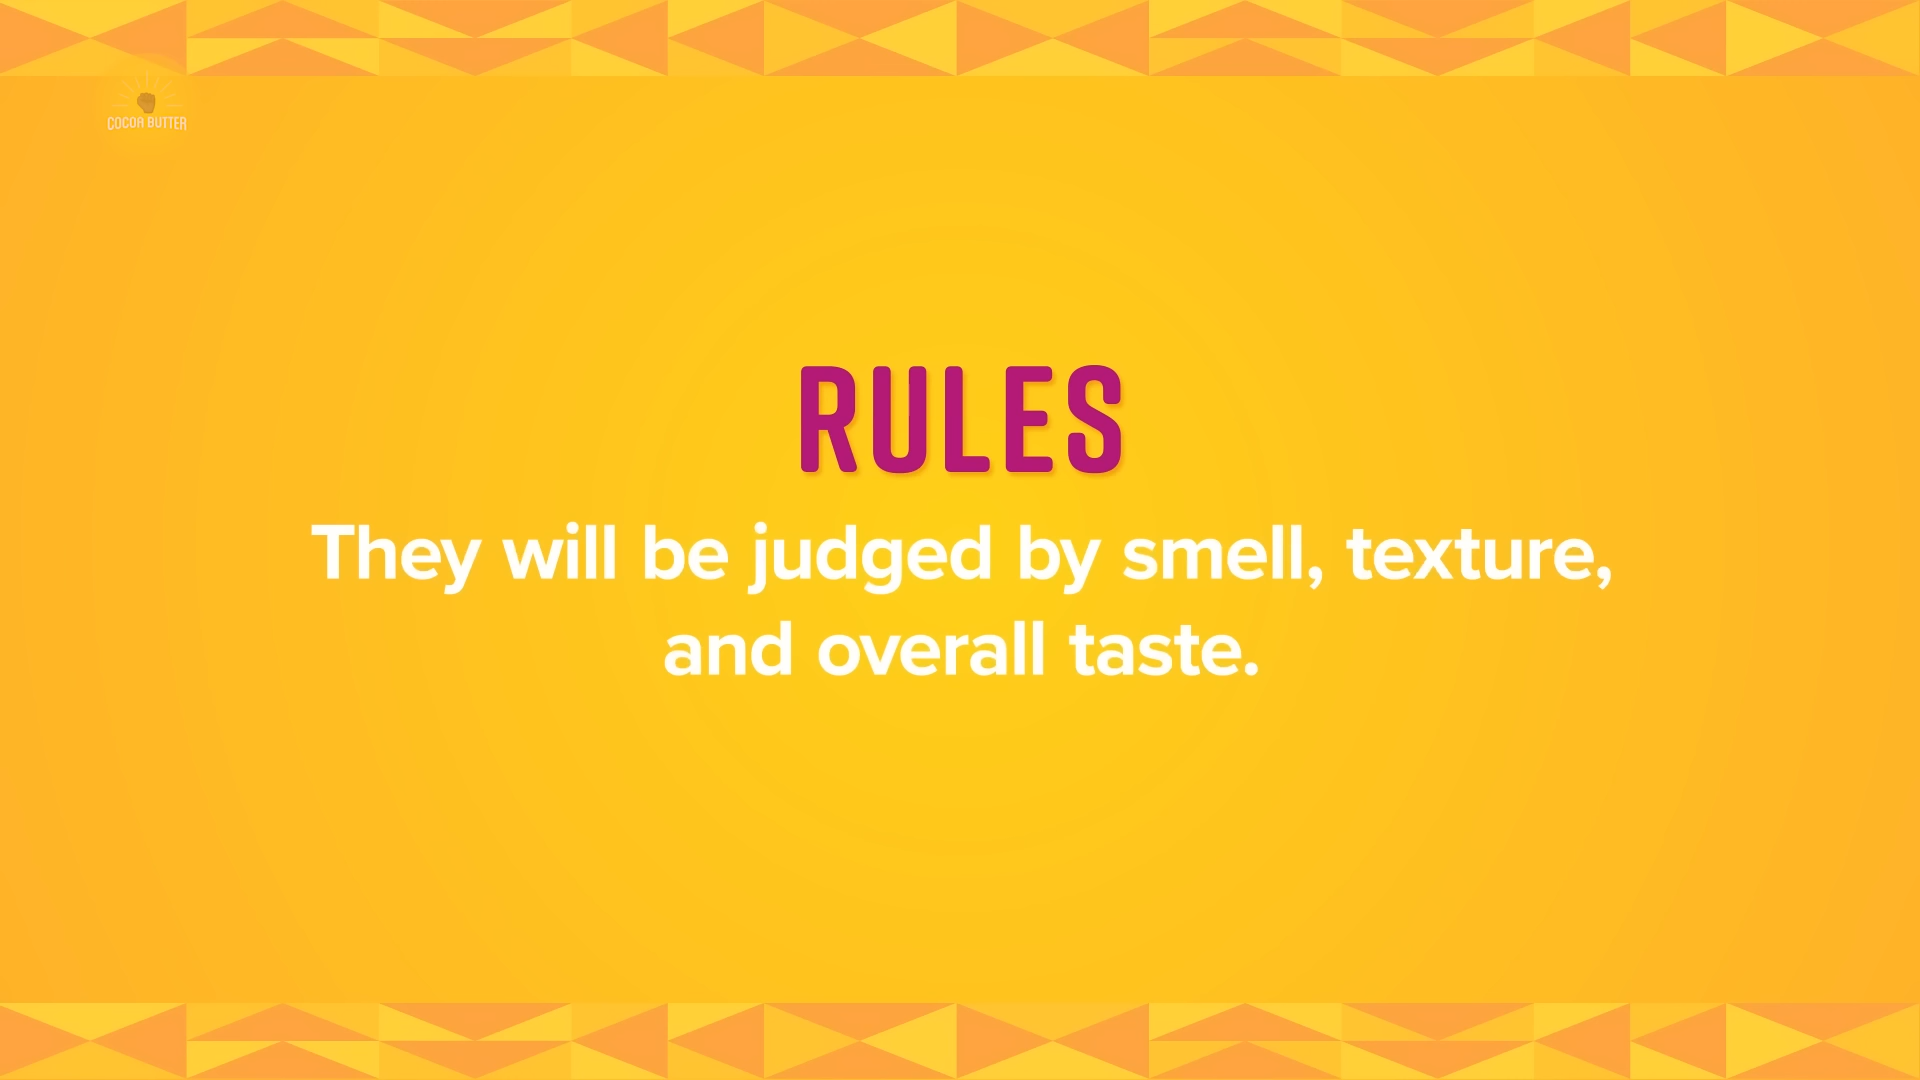 COCOA BUTTER
RULES
They will be judged by smell, texture,
and overall taste.